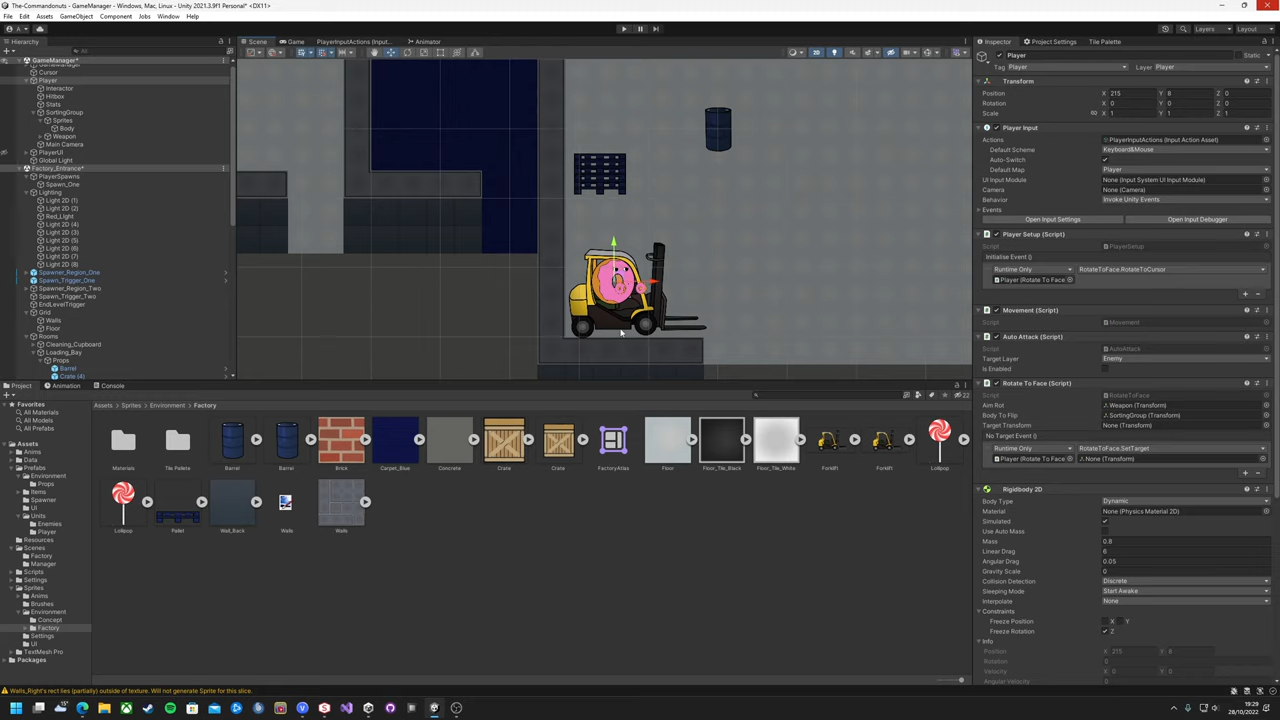 The-Commandonuts - GameManager - Windows, Mac, Linux - Unity 2021.3.9f1 Personal* <DX11>
File Edit Assets GameObject Component Jobs Window Help
A
Layers
Layout
Hierarchy
Scene
Game
PlayerInputActions (Input...
Animator
Inspector
Project Settings
Tile Palette
All
2D
GameManager*
Cursor
Player
Interactor
Hitbox
Stats
SortingGroup
Sprites
Body
Weapon
Main Camera
PlayerUI
Global Light
Factory_Entrance*
PlayerSpawns
Spawn_One
Lighting
Light 2D (1)
Light 2D (2)
Red_Light
Light 2D (4)
Light 2D (3)
Light 2D (5)
Light 2D (6)
Light 2D (7)
Light 2D (8)
Spawner_Region_One
Spawn_Trigger_One
Spawner_Region_Two
Spawn_Trigger_Two
EndLevelTrigger
Grid
Walls
Floor
Rooms
Cleaning_Cupboard
Loading_Bay
Props
Barrel
Crate (4)
Player
Static
Tag Player
Layer Player
Transform
Position X 215 Y 8 Z 0
Rotation X 0 Y 0 Z 0
Scale X 1 Y 1 Z 1
Player Input
Actions PlayerInputActions (Input Action Asset)
Default Scheme Keyboard&Mouse
Auto-Switch
Default Map Player
UI Input Module None (Input System UI Input Module)
Camera None (Camera)
Behavior Invoke Unity Events
Events
Open Input Settings Open Input Debugger
Player Setup (Script)
Script PlayerSetup
Initialise Event ()
Runtime Only RotateToFace.RotateToCursor
Player (Rotate To Face
Movement (Script)
Script Movement
Auto Attack (Script)
Script AutoAttack
Target Layer Enemy
Is Enabled
Rotate To Face (Script)
Script RotateToFace
Aim Rot Weapon (Transform)
Body To Flip SortingGroup (Transform)
Target Transform None (Transform)
No Target Event ()
Runtime Only RotateToFace.SetTarget
Player (Rotate To Face None (Transform)
Rigidbody 2D
Body Type Dynamic
Material None (Physics Material 2D)
Simulated
Use Auto Mass
Mass 0.8
Linear Drag 6
Angular Drag 0.05
Gravity Scale 0
Collision Detection Discrete
Sleeping Mode Start Awake
Interpolate None
Constraints
Freeze Position X Y
Freeze Rotation Z
Info
Position X 215 Y 8
Rotation 0
Velocity X 0 Y 0
Angular Velocity 0
Project Animation Console
22
Favorites
All Materials
All Models
All Prefabs
Assets
Anims
Data
Prefabs
Environment
Props
Items
Spawner
UI
Units
Enemies
Player
Resources
Scenes
Factory
Manager
Scripts
Settings
Sprites
Anims
Brushes
Environment
Concept
Factory
Settings
UI
TextMesh Pro
Packages
Assets > Sprites > Environment > Factory
Materials Tile Palette Barrel Barrel Brick Carpet_Blue Concrete Crate Crate FactoryAtlas Floor Floor_Tile_Black Floor_Tile_White Forklift Forklift Lollipop
Lollipop Pallet Wall_Back Walls Walls
Walls_Right's rect lies (partially) outside of texture. Will not generate Sprite for this slice.
19:29
28/10/2022